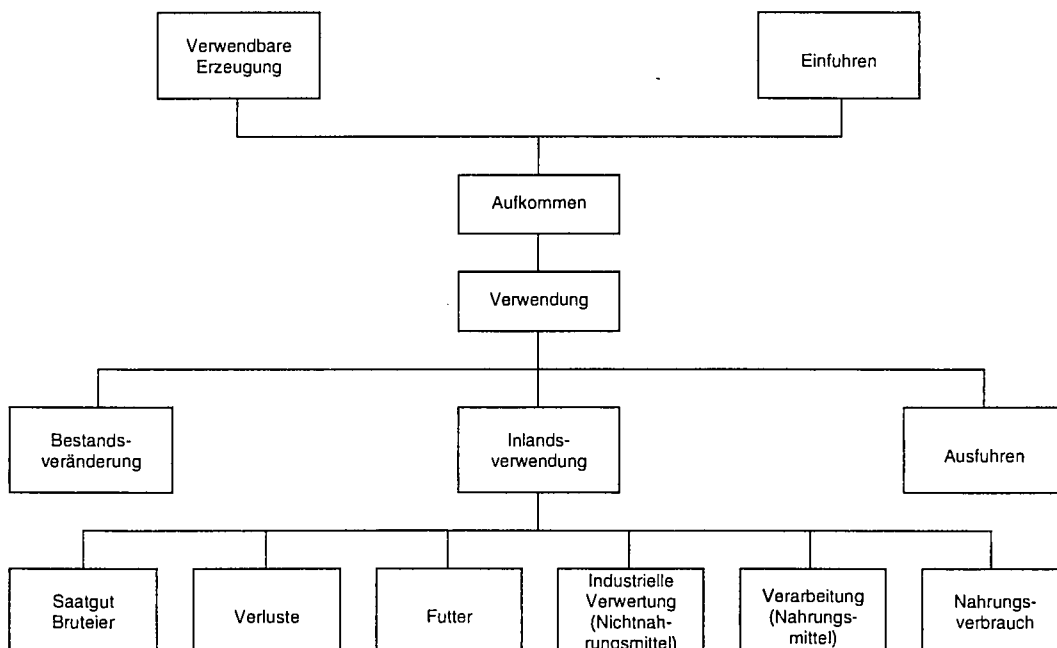 Verwendbare
Erzeugung
Einfuhren
Aufkommen
Verwendung
Bestands-
veränderung
Inlands-
verwendung
Ausfuhren
Saatgut
Bruteier
Verluste
Futter
Industrielle
Verwertung
(Nichtnah-
rungsmittel)
Verarbeitung
(Nahrungs-
mittel)
Nahrungs-
verbrauch